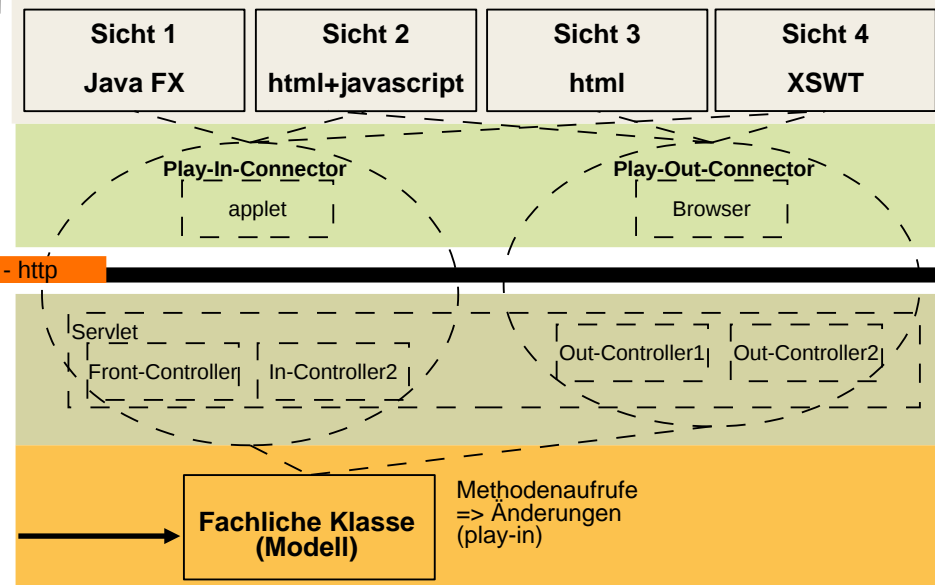 Sicht 1
Java FX
Sicht 2
html+javascript
Sicht 3
html
Sicht 4
XSWT
Play-In-Connector
applet
Play-Out-Connector
Browser
- http
Servlet
Front-Controller
In-Controller2
Out-Controller1
Out-Controller2
Fachliche Klasse
(Modell)
Methodenaufrufe
=> Änderungen
(play-in)